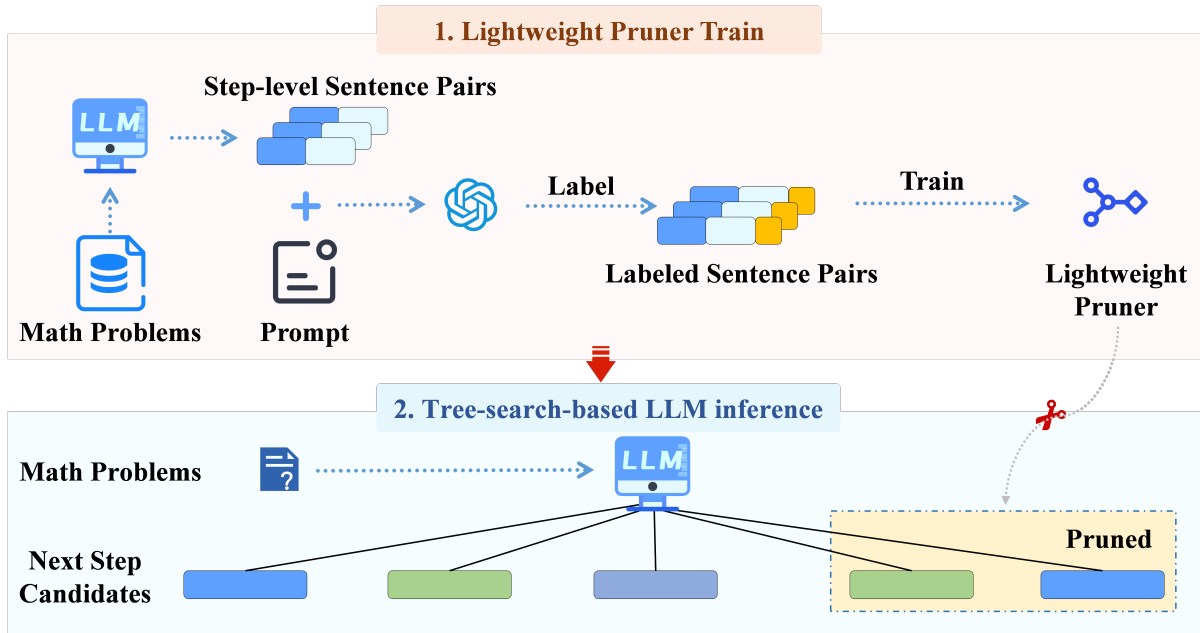 1. Lightweight Pruner Train
Step-level Sentence Pairs
LLM
Label
Train
Labeled Sentence Pairs
Lightweight
Pruner
Math Problems
Prompt
2. Tree-search-based LLM inference
Math Problems
?
LLM
Pruned
Next Step
Candidates